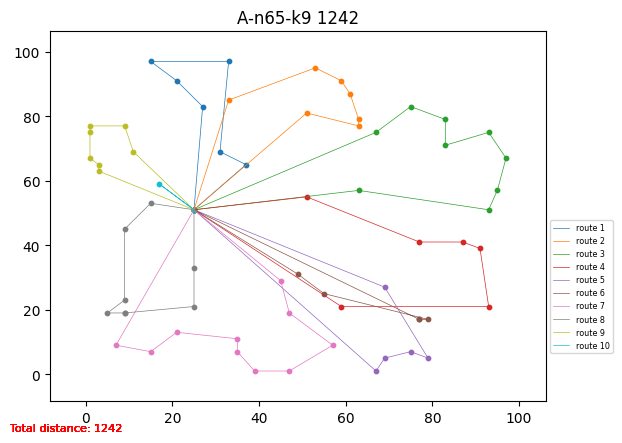 A-n65-k9 1242
100
80
60
40
20
0
0 20 40 60 80 100
route 1
route 2
route 3
route 4
route 5
route 6
route 7
route 8
route 9
route 10
Total distance: 1242